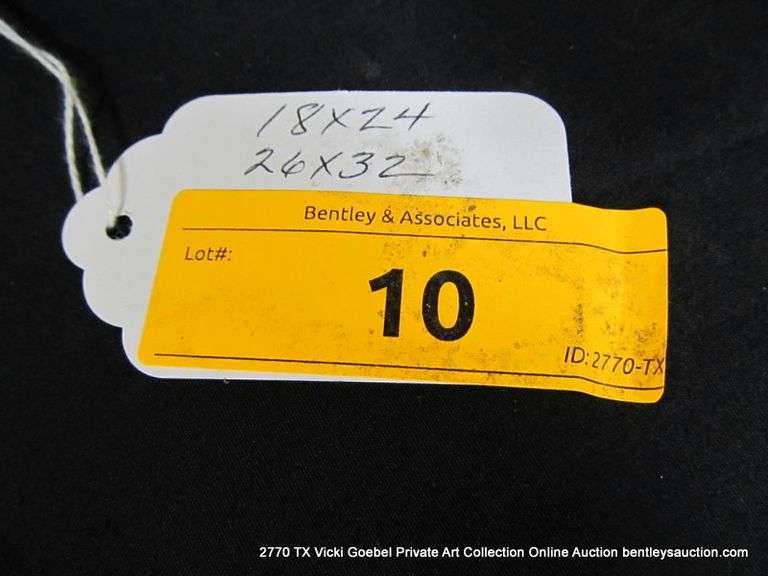 18X24
26X32
Bentley & Associates, LLC
Lot#:
10
ID:2770-TX
2770 TX Vicki Goebel Private Art Collection Online Auction bentleysauction.com